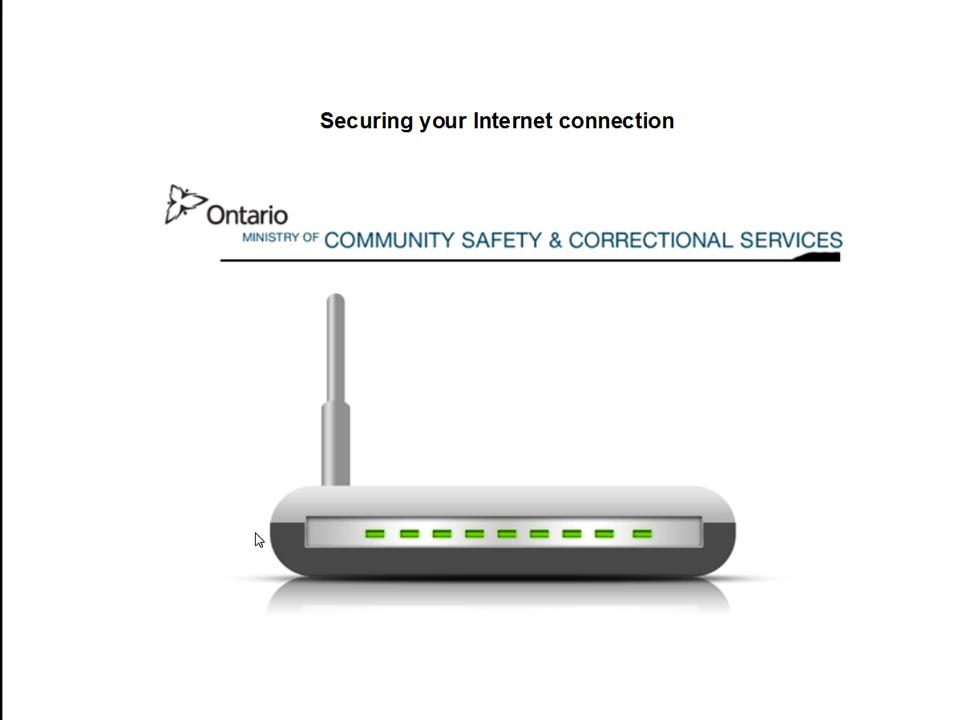 Securing your Internet connection
Ontario
MINISTRY OF COMMUNITY SAFETY & CORRECTIONAL SERVICES